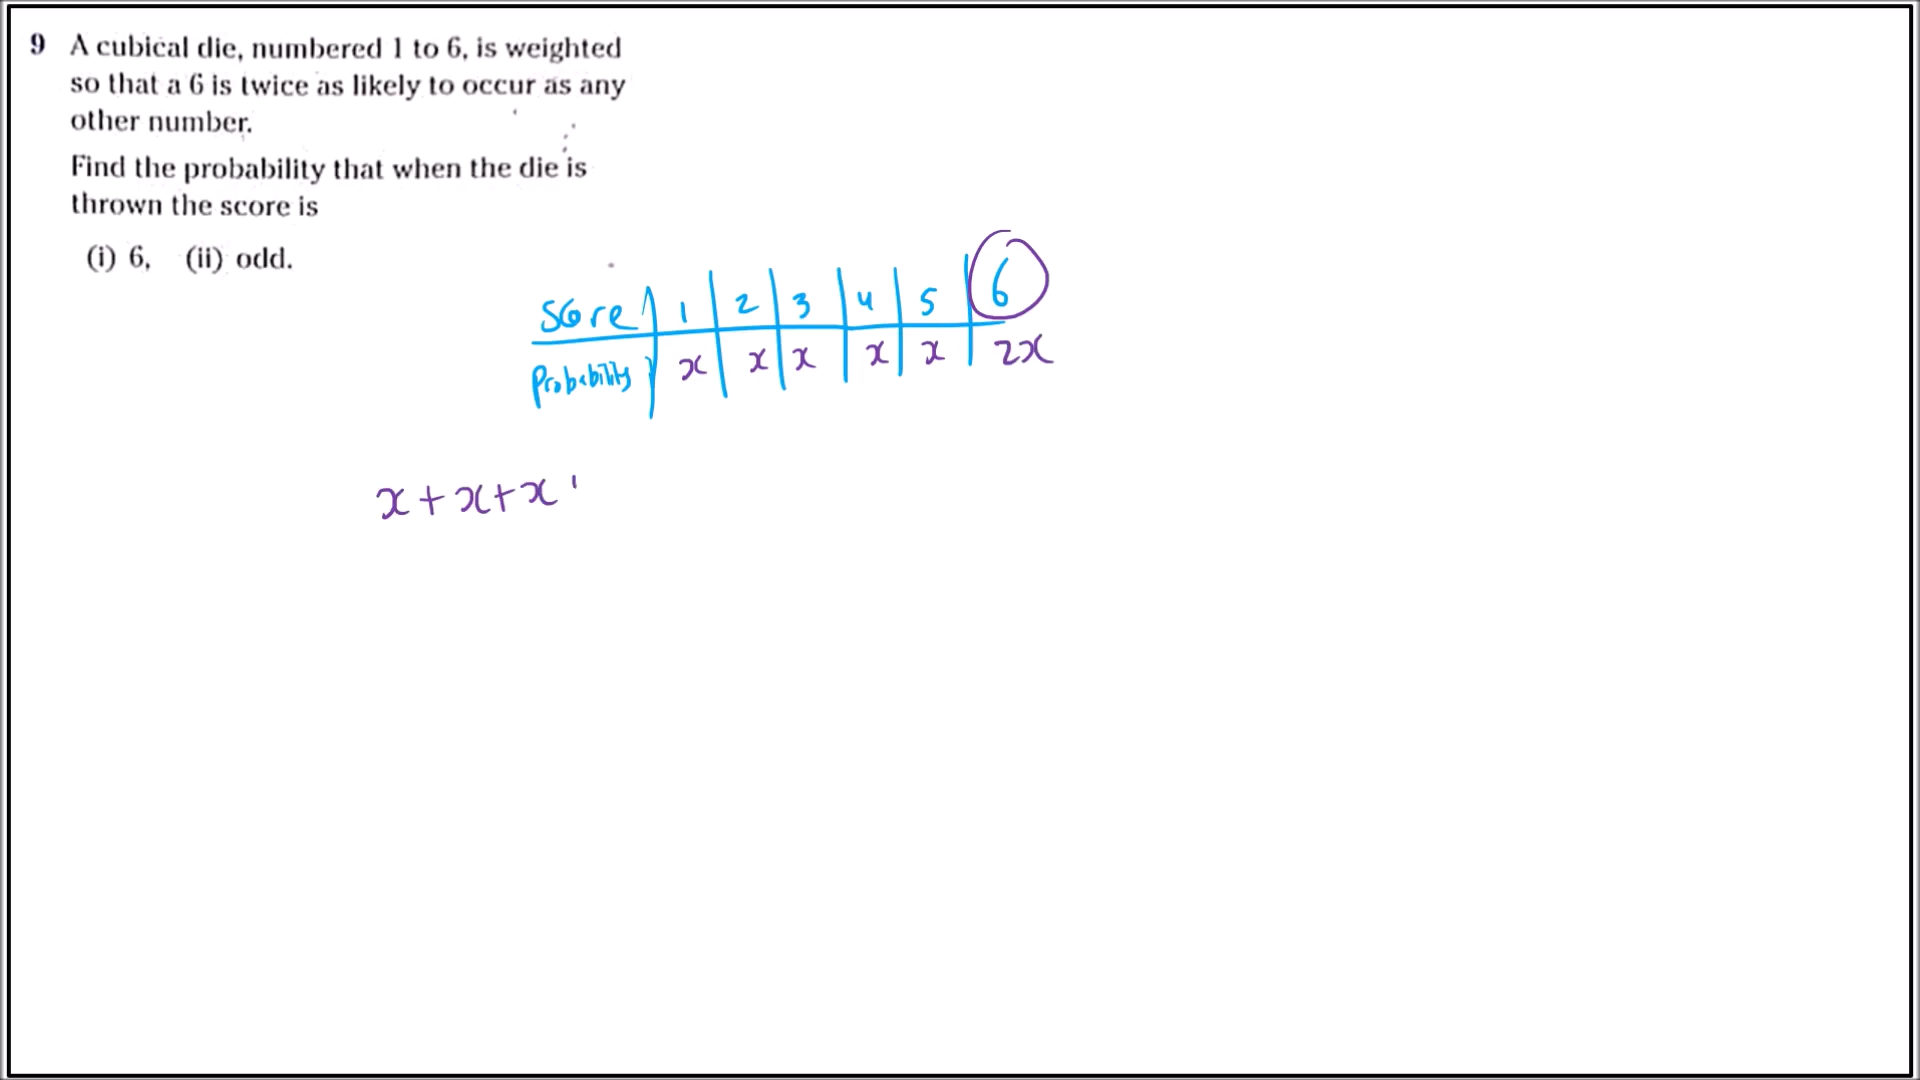 9 A cubical die, numbered 1 to 6, is weighted
so that a 6 is twice as likely to occur as any
other number.
Find the probability that when the die is
thrown the score is
(i) 6, (ii) odd.
Score 1 2 3 4 5 6
Probability x x x x x 2x
x + x + x